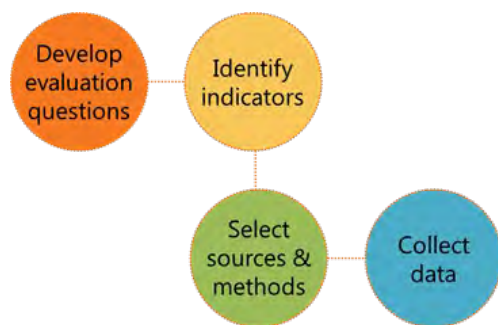 Develop
evaluation
questions
Identify
indicators
Select
sources &
methods
Collect
data